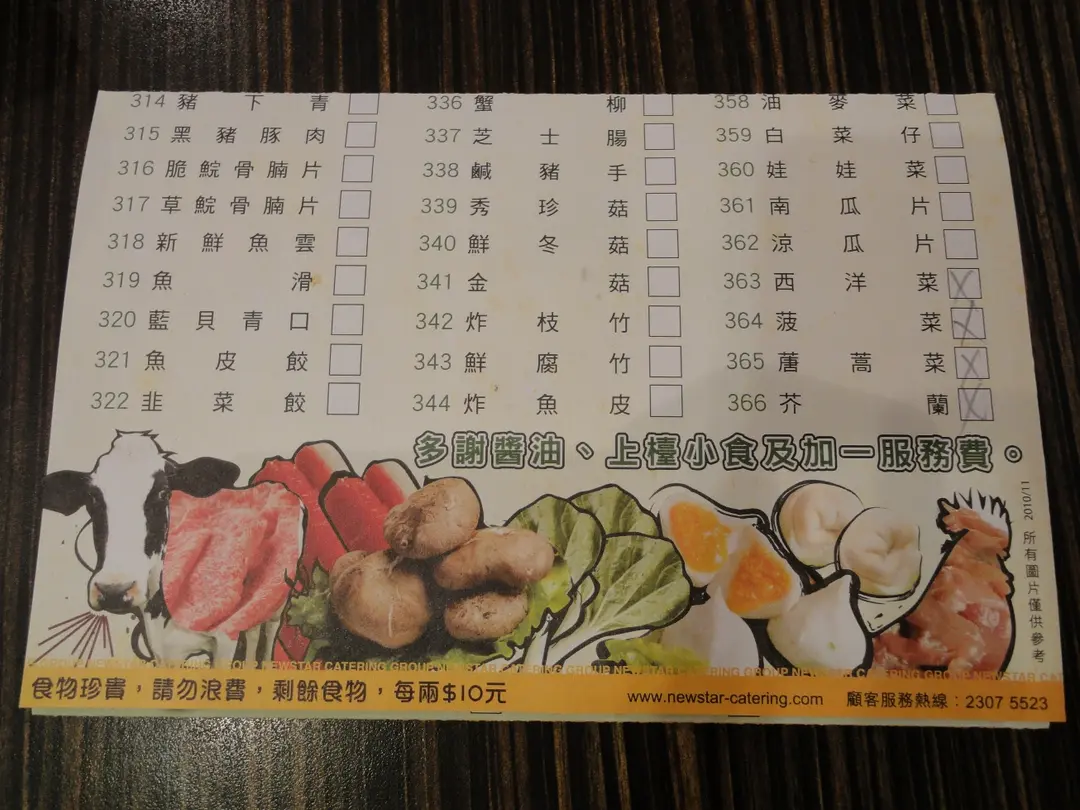 314 豬下青
315 黑豬豚肉
316 脆鯇骨腩片
317 草鯇骨腩片
318 新鮮魚雲
319 魚滑
320 藍貝青口
321 魚皮餃
322 韭菜餃
336 蟹柳
337 芝士腸
338 鹹豬手
339 秀珍菇
340 鮮冬菇
341 金菇
342 炸枝竹
343 鮮腐竹
344 炸魚皮
358 油麥菜
359 白菜仔
360 娃娃菜
361 南瓜片
362 涼瓜片
363 西洋菜
364 菠菜
365 蓎蒿菜
366 芥蘭
多謝醬油、上檯小食及加一服務費。
2010/11 所有圖片僅供參考
NEWSTAR CATERING GROUP NEWSTAR CATERING GROUP NEWSTAR CATERING GROUP
食物珍貴，請勿浪費，剩餘食物，每兩$10元
www.newstar-catering.com 顧客服務熱線：2307 5523